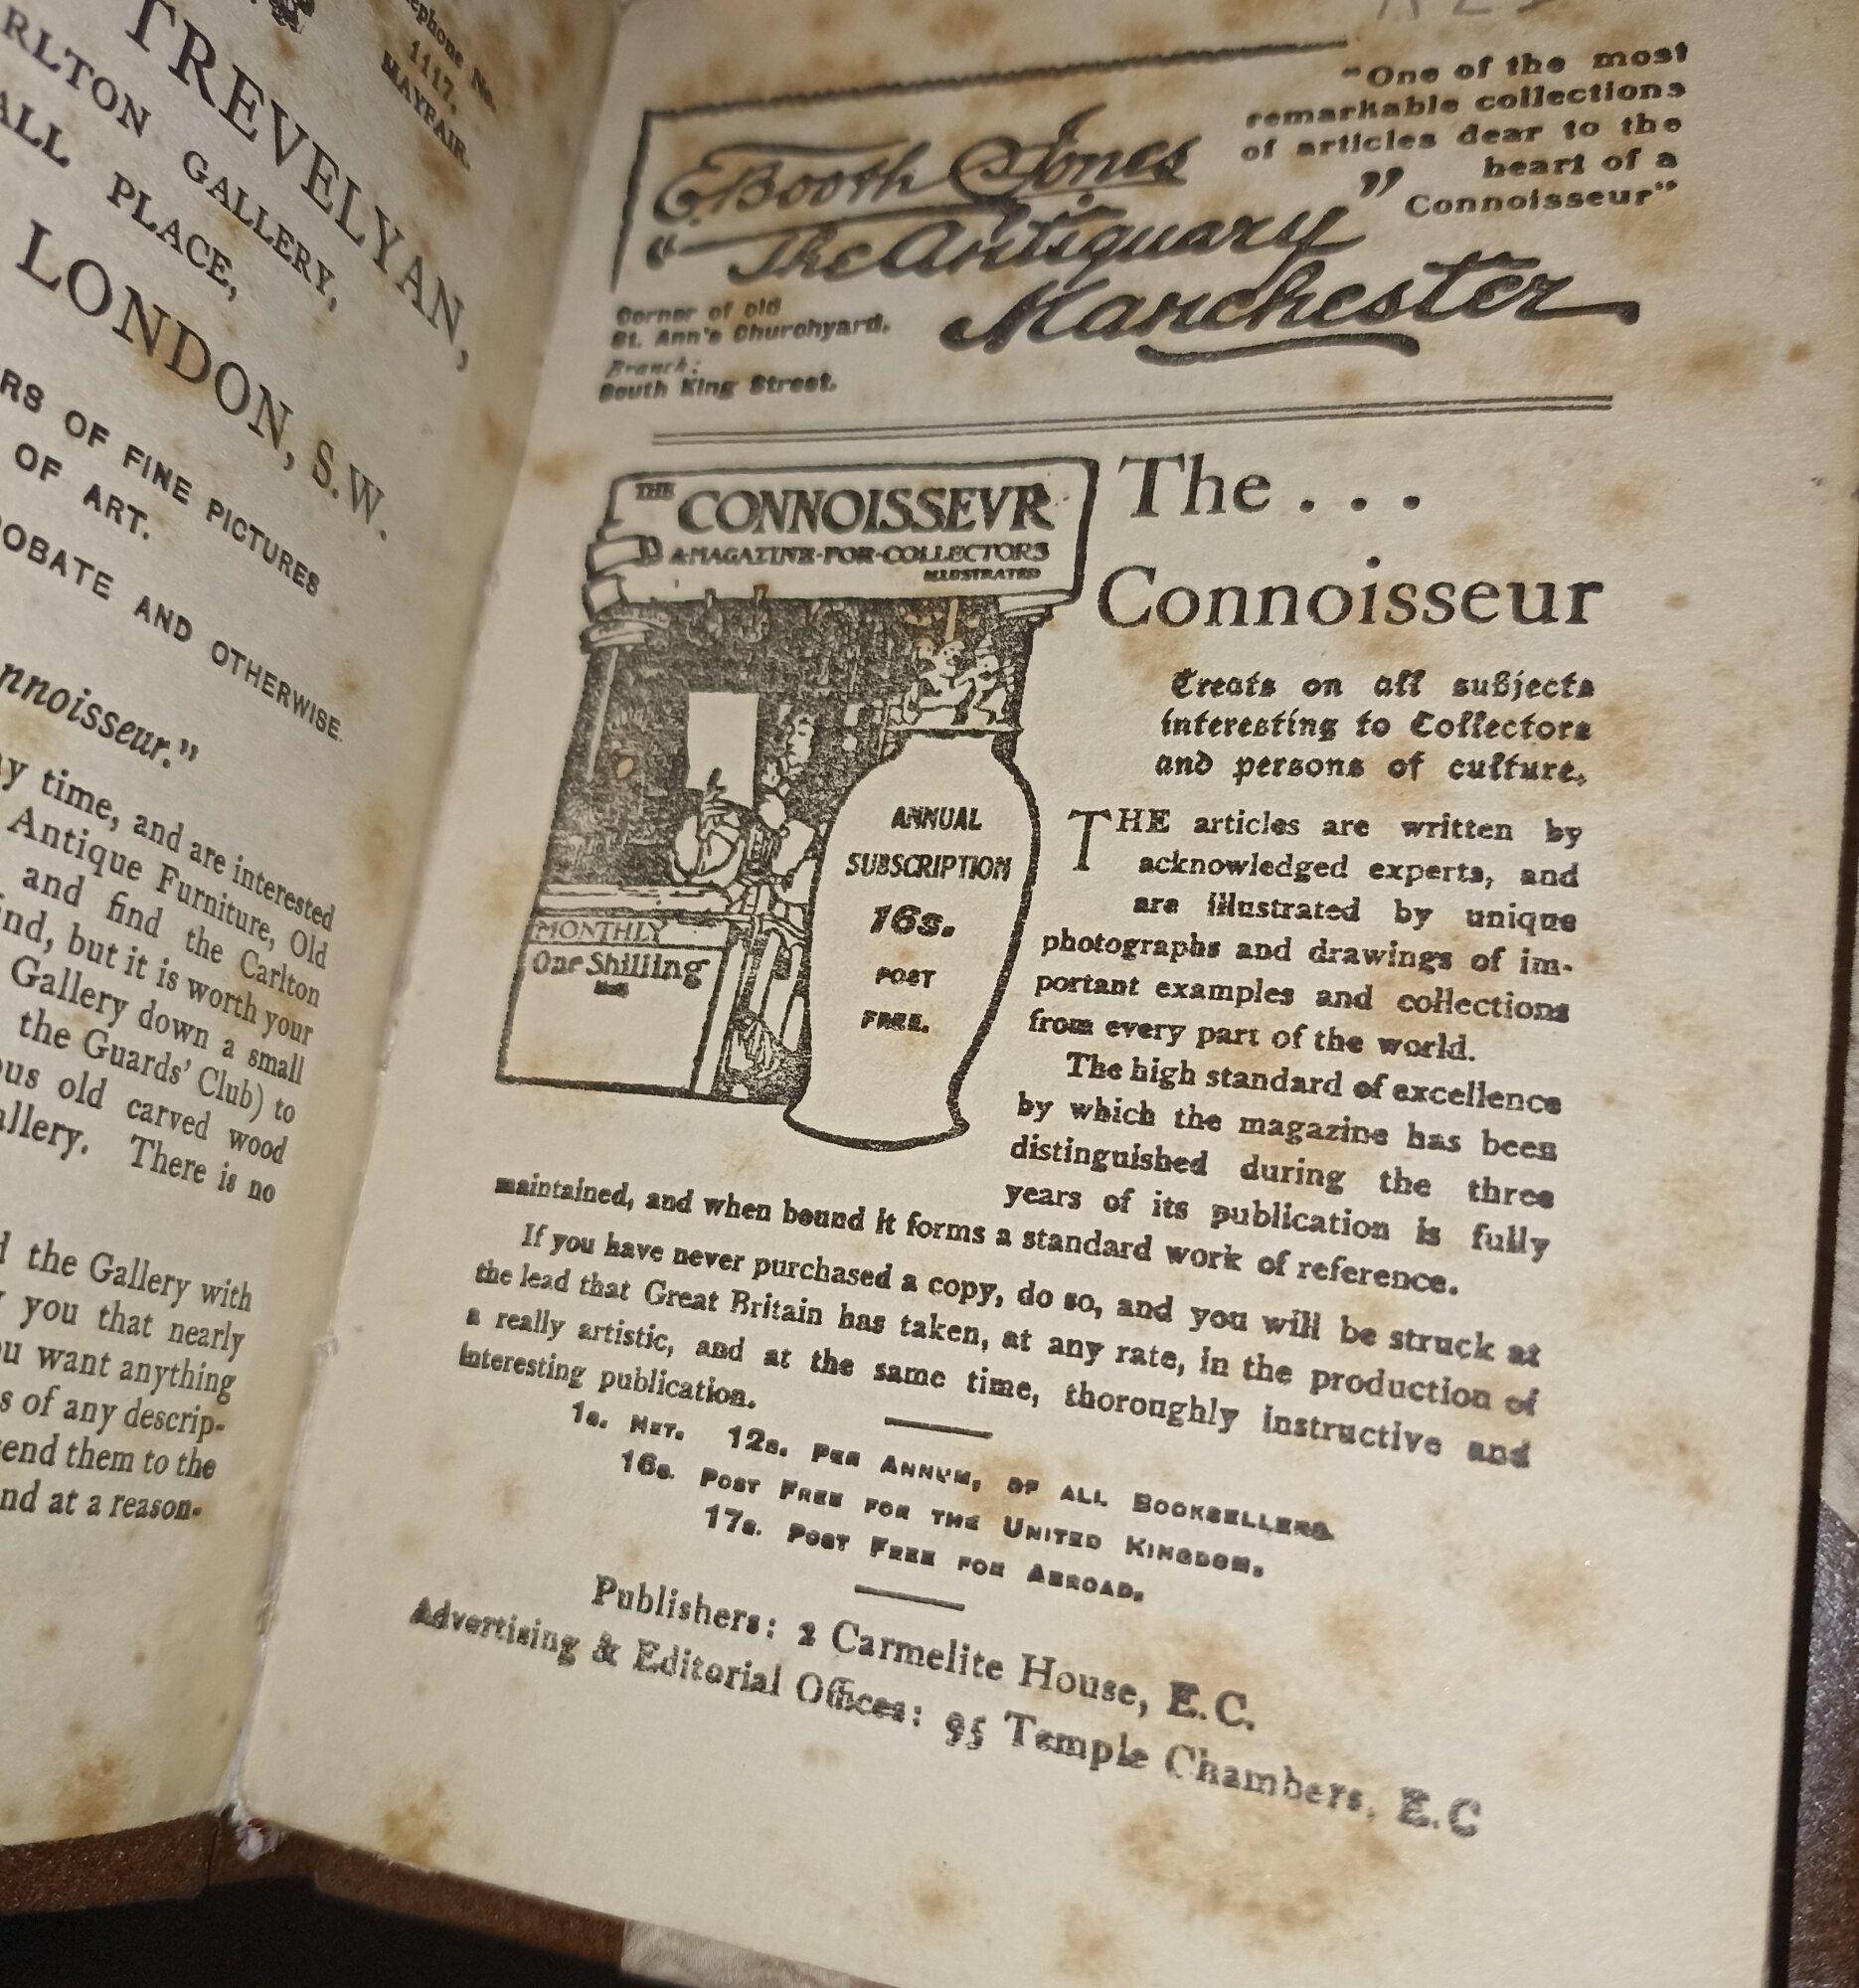 TREVELYAN,
RLTON GALLERY,
ALL PLACE,
LONDON, S.W.
ephone No.
1117,
MAYFAIR.
RS OF FINE PICTURES
OF ART.
OBATE AND OTHERWISE.
nnoisseur."
y time, and are interested
Antique Furniture, Old
and find the Carlton
ind, but it is worth your
Gallery down a small
the Guards' Club) to
ous old carved wood
allery. There is no
d the Gallery with
y you that nearly
ou want anything
s of any descrip-
send them to the
nd at a reason-
"One of the most
remarkable collections
of articles dear to the
heart of a
Connoisseur"
E. Booth Jones
"The Antiquary"
Manchester
Corner of old
St. Ann's Churchyard.
Branch:
South King Street.
THE CONNOISSEVR
A·MAGAZINE·FOR·COLLECTORS
ILLUSTRATED
MONTHLY
One Shilling
Net
ANNUAL
SUBSCRIPTION
16s.
POST
FREE.
The . . .
Connoisseur
Treats on all subjects
interesting to Collectors
and persons of culture.
THE articles are written by
acknowledged experts, and
are illustrated by unique
photographs and drawings of im-
portant examples and collections
from every part of the world.
The high standard of excellence
by which the magazine has been
distinguished during the three
years of its publication is fully
maintained, and when bound it forms a standard work of reference.
If you have never purchased a copy, do so, and you will be struck at
the lead that Great Britain has taken, at any rate, in the production of
a really artistic, and at the same time, thoroughly instructive and
interesting publication.
1s. NET. 12s. PER ANNUM, OF ALL BOOKSELLERS.
16s. POST FREE FOR THE UNITED KINGDOM.
17s. POST FREE FOR ABROAD.
Publishers: 2 Carmelite House, E.C.
Advertising & Editorial Offices: 95 Temple Chambers, E.C